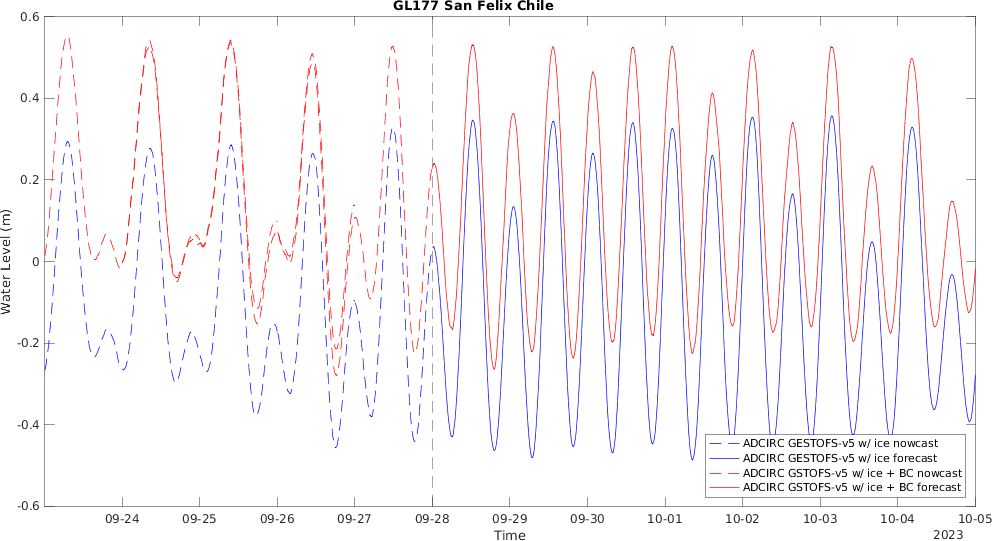 GL177 San Felix Chile
0.6
0.4
0.2
0
-0.2
-0.4
-0.6
Water Level (m)
ADCIRC GESTOFS-v5 w/ ice nowcast
ADCIRC GESTOFS-v5 w/ ice forecast
ADCIRC GSTOFS-v5 w/ ice + BC nowcast
ADCIRC GSTOFS-v5 w/ ice + BC forecast
09-24 09-25 09-26 09-27 09-28 09-29 09-30 10-01 10-02 10-03 10-04 10-05
Time
2023